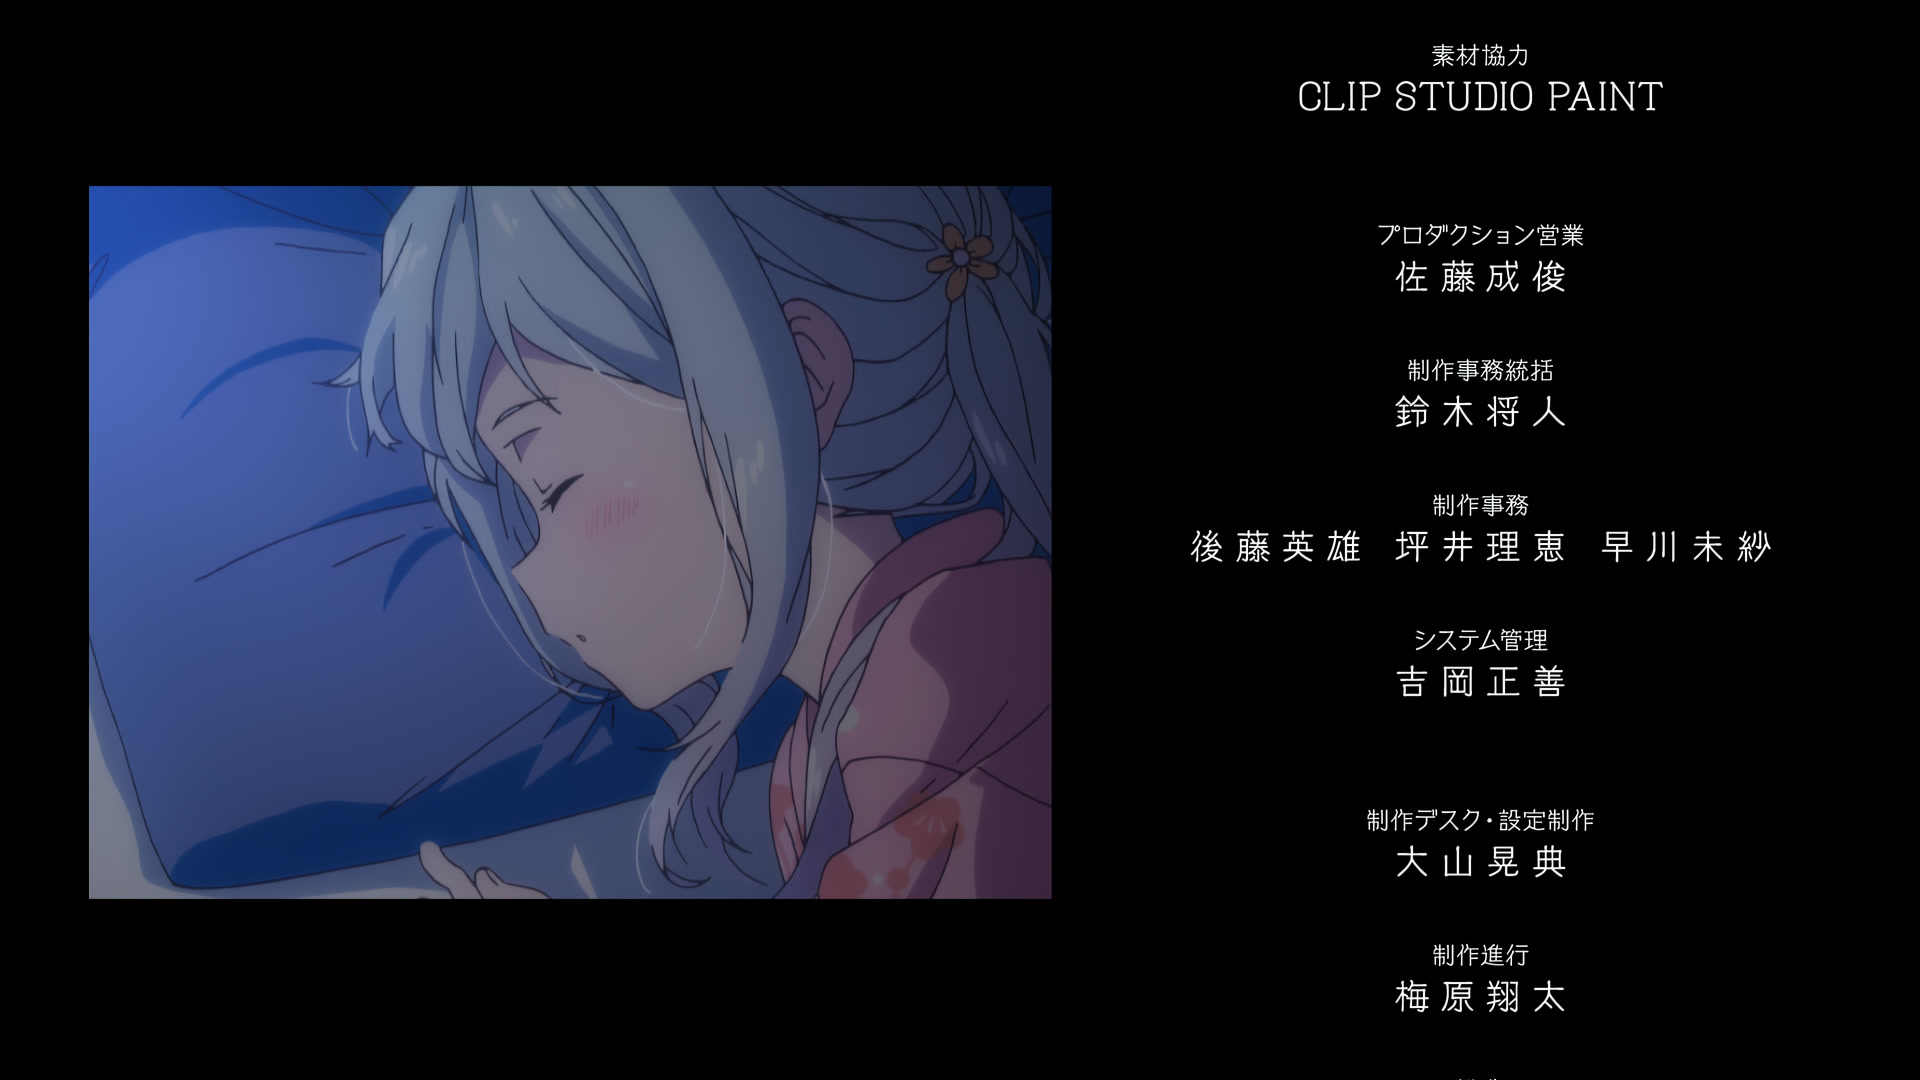 素材協力
CLIP STUDIO PAINT
プロダクション営業
佐藤成俊
制作事務統括
鈴木将人
制作事務
後藤英雄 坪井理恵 早川未紗
システム管理
吉岡正善
制作デスク・設定制作
大山晃典
制作進行
梅原翔太